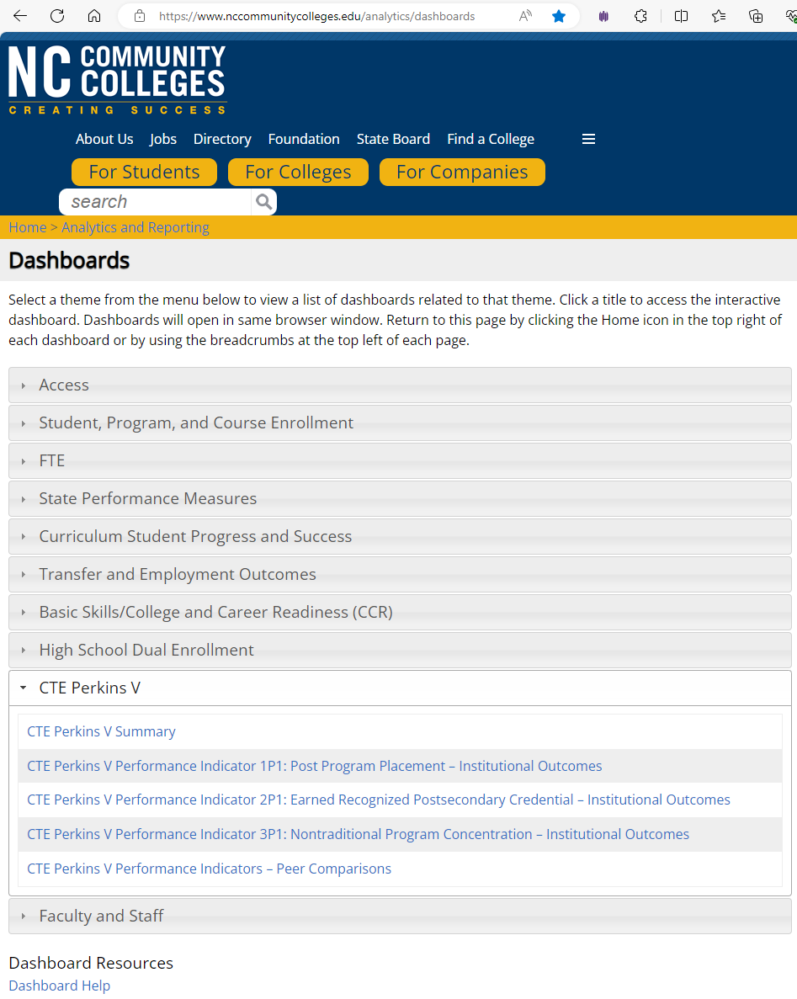 https://www.nccommunitycolleges.edu/analytics/dashboards
NC COMMUNITY COLLEGES
CREATING SUCCESS
About Us Jobs Directory Foundation State Board Find a College
For Students For Colleges For Companies
search
Home > Analytics and Reporting
Dashboards
Select a theme from the menu below to view a list of dashboards related to that theme. Click a title to access the interactive
dashboard. Dashboards will open in same browser window. Return to this page by clicking the Home icon in the top right of
each dashboard or by using the breadcrumbs at the top left of each page.
Access
Student, Program, and Course Enrollment
FTE
State Performance Measures
Curriculum Student Progress and Success
Transfer and Employment Outcomes
Basic Skills/College and Career Readiness (CCR)
High School Dual Enrollment
CTE Perkins V
CTE Perkins V Summary
CTE Perkins V Performance Indicator 1P1: Post Program Placement – Institutional Outcomes
CTE Perkins V Performance Indicator 2P1: Earned Recognized Postsecondary Credential – Institutional Outcomes
CTE Perkins V Performance Indicator 3P1: Nontraditional Program Concentration – Institutional Outcomes
CTE Perkins V Performance Indicators – Peer Comparisons
Faculty and Staff
Dashboard Resources
Dashboard Help